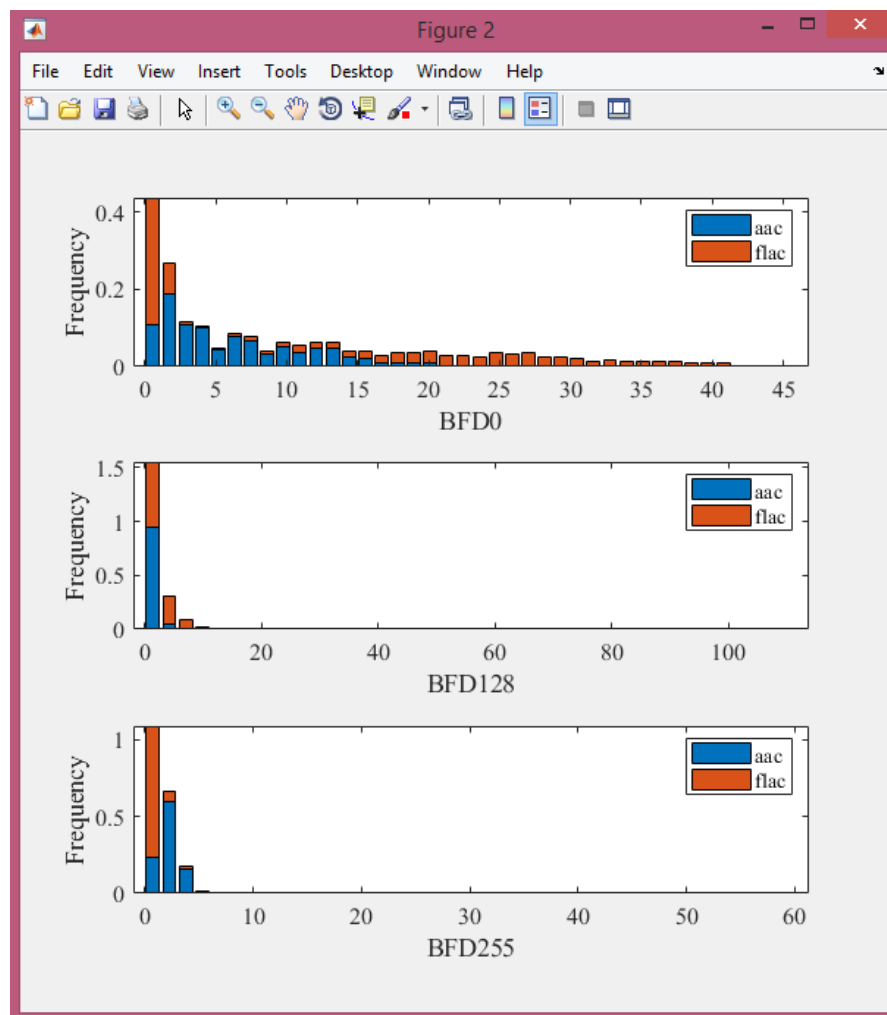 Figure 2
File Edit View Insert Tools Desktop Window Help
Frequency
0.4
0.2
0
aac
flac
0 5 10 15 20 25 30 35 40 45
BFD0
Frequency
1.5
1
0.5
0
aac
flac
0 20 40 60 80 100
BFD128
Frequency
1
0.5
0
aac
flac
0 10 20 30 40 50 60
BFD255